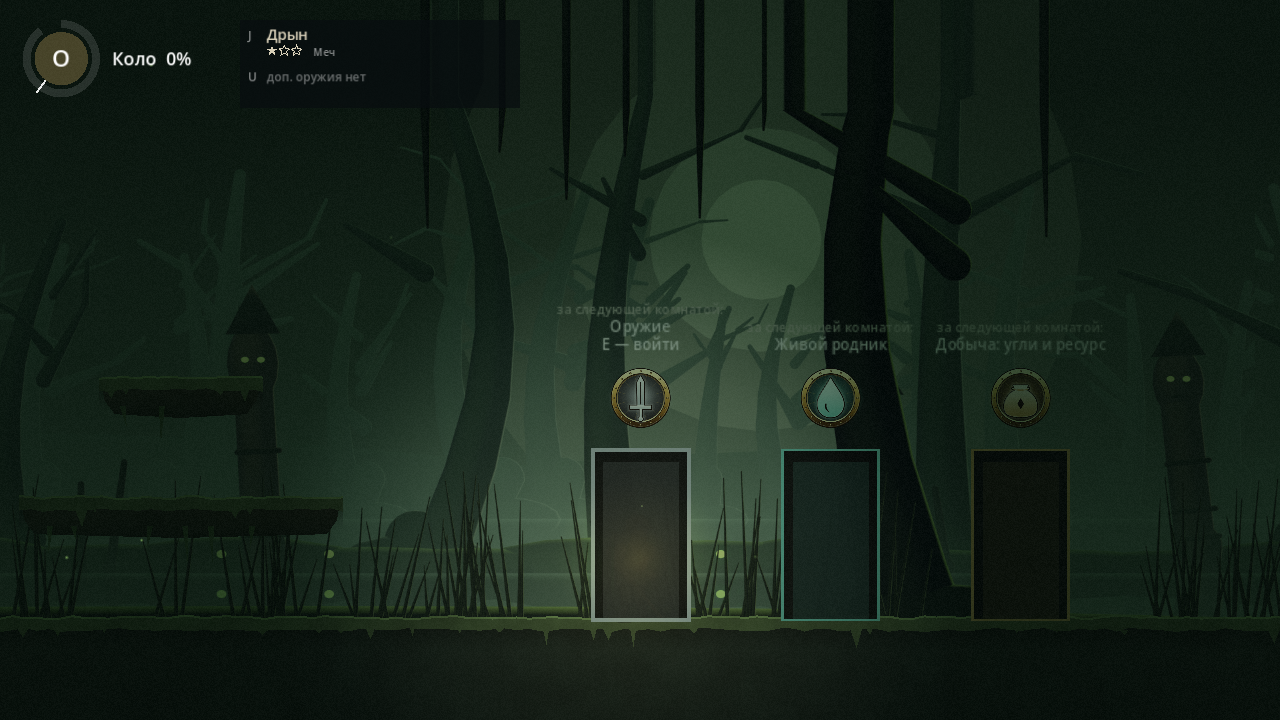 О
Коло 0%
J Дрын
Меч
U доп. оружия нет
за следующей комнатой:
Оружие
E — войти
за следующей комнатой:
Живой родник
за следующей комнатой:
Добыча: угли и ресурс